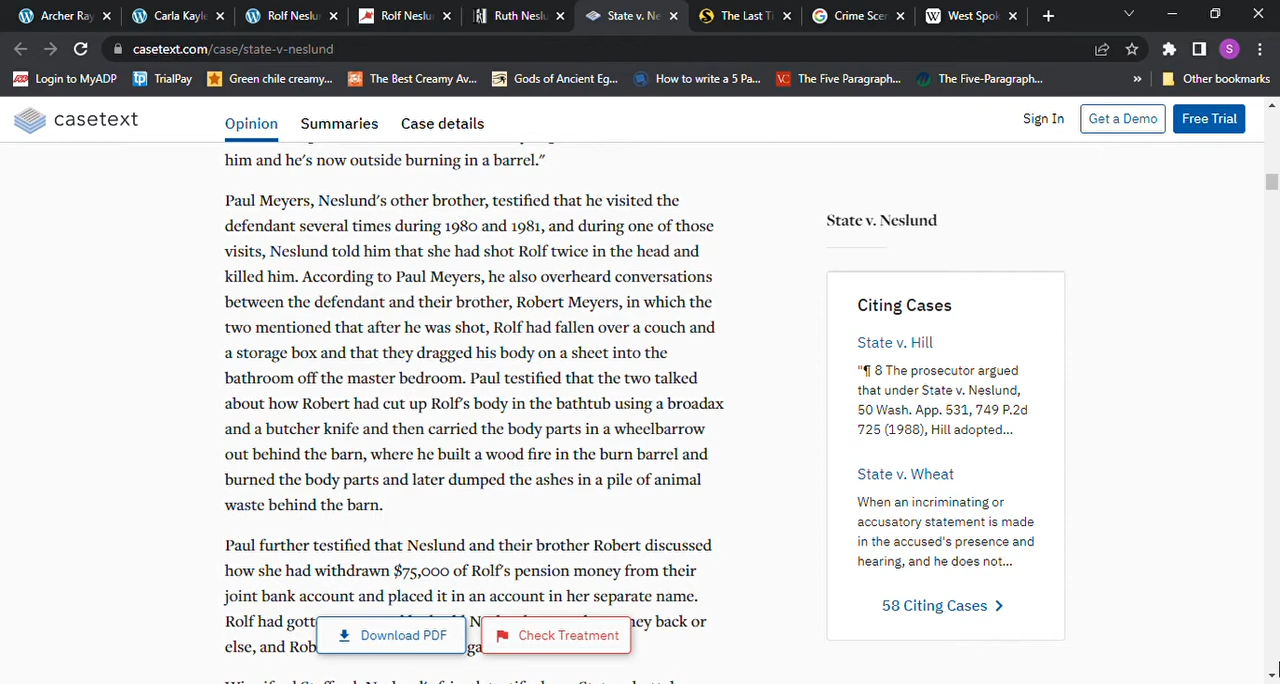 Archer Ray
Carla Kayle
Rolf Neslun
Rolf Neslun
Ruth Neslu
State v. Ne
The Last Ti
Crime Scen
West Spok
casetext.com/case/state-v-neslund
S
Login to MyADP
TrialPay
Green chile creamy...
The Best Creamy Av...
Gods of Ancient Eg...
How to write a 5 Pa...
The Five Paragraph...
The Five-Paragraph...
»
Other bookmarks
casetext
Opinion
Summaries
Case details
Sign In
Get a Demo
Free Trial
him and he's now outside burning in a barrel."
Paul Meyers, Neslund's other brother, testified that he visited the
defendant several times during 1980 and 1981, and during one of those
visits, Neslund told him that she had shot Rolf twice in the head and
killed him. According to Paul Meyers, he also overheard conversations
between the defendant and their brother, Robert Meyers, in which the
two mentioned that after he was shot, Rolf had fallen over a couch and
a storage box and that they dragged his body on a sheet into the
bathroom off the master bedroom. Paul testified that the two talked
about how Robert had cut up Rolf's body in the bathtub using a broadax
and a butcher knife and then carried the body parts in a wheelbarrow
out behind the barn, where he built a wood fire in the burn barrel and
burned the body parts and later dumped the ashes in a pile of animal
waste behind the barn.
Paul further testified that Neslund and their brother Robert discussed
how she had withdrawn $75,000 of Rolf's pension money from their
joint bank account and placed it in an account in her separate name.
Rolf had gott
ney back or
else, and Rob
Download PDF
Check Treatment
State v. Neslund
Citing Cases
State v. Hill
"¶ 8 The prosecutor argued
that under State v. Neslund,
50 Wash. App. 531, 749 P.2d
725 (1988), Hill adopted...
State v. Wheat
When an incriminating or
accusatory statement is made
in the accused's presence and
hearing, and he does not...
58 Citing Cases >